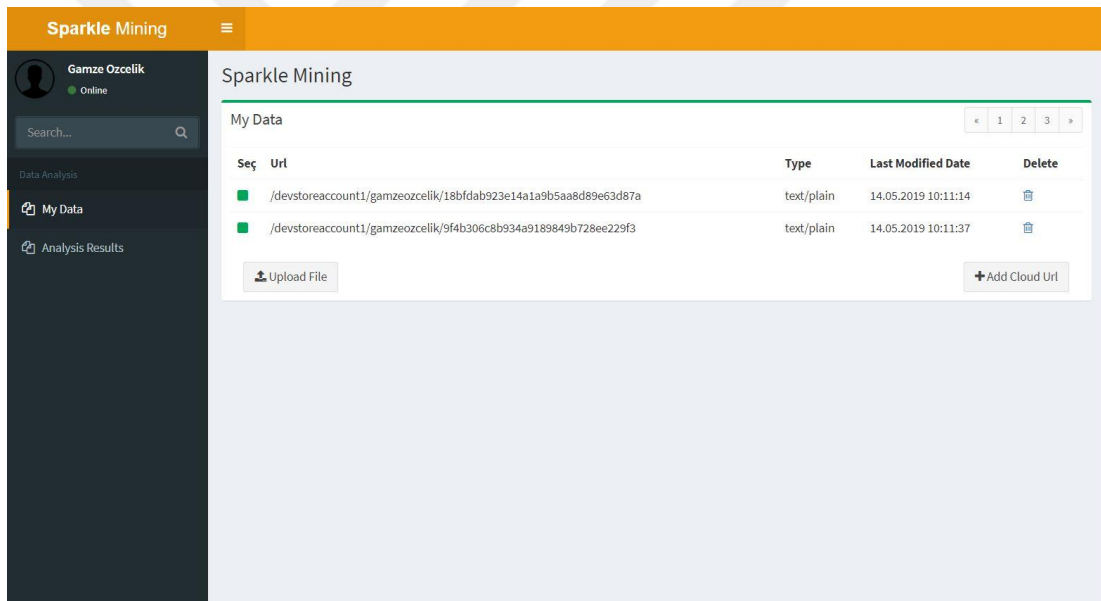 Sparkle Mining
Gamze Ozcelik
Online
Search...
Data Analysis
My Data
Analysis Results
Sparkle Mining
My Data
« 1 2 3 »
Seç Url Type Last Modified Date Delete
/devstoreaccount1/gamzeozcelik/18bfdab923e14a1a9b5aa8d89e63d87a text/plain 14.05.2019 10:11:14
/devstoreaccount1/gamzeozcelik/9f4b306c8b934a9189849b728ee229f3 text/plain 14.05.2019 10:11:37
Upload File
Add Cloud Url